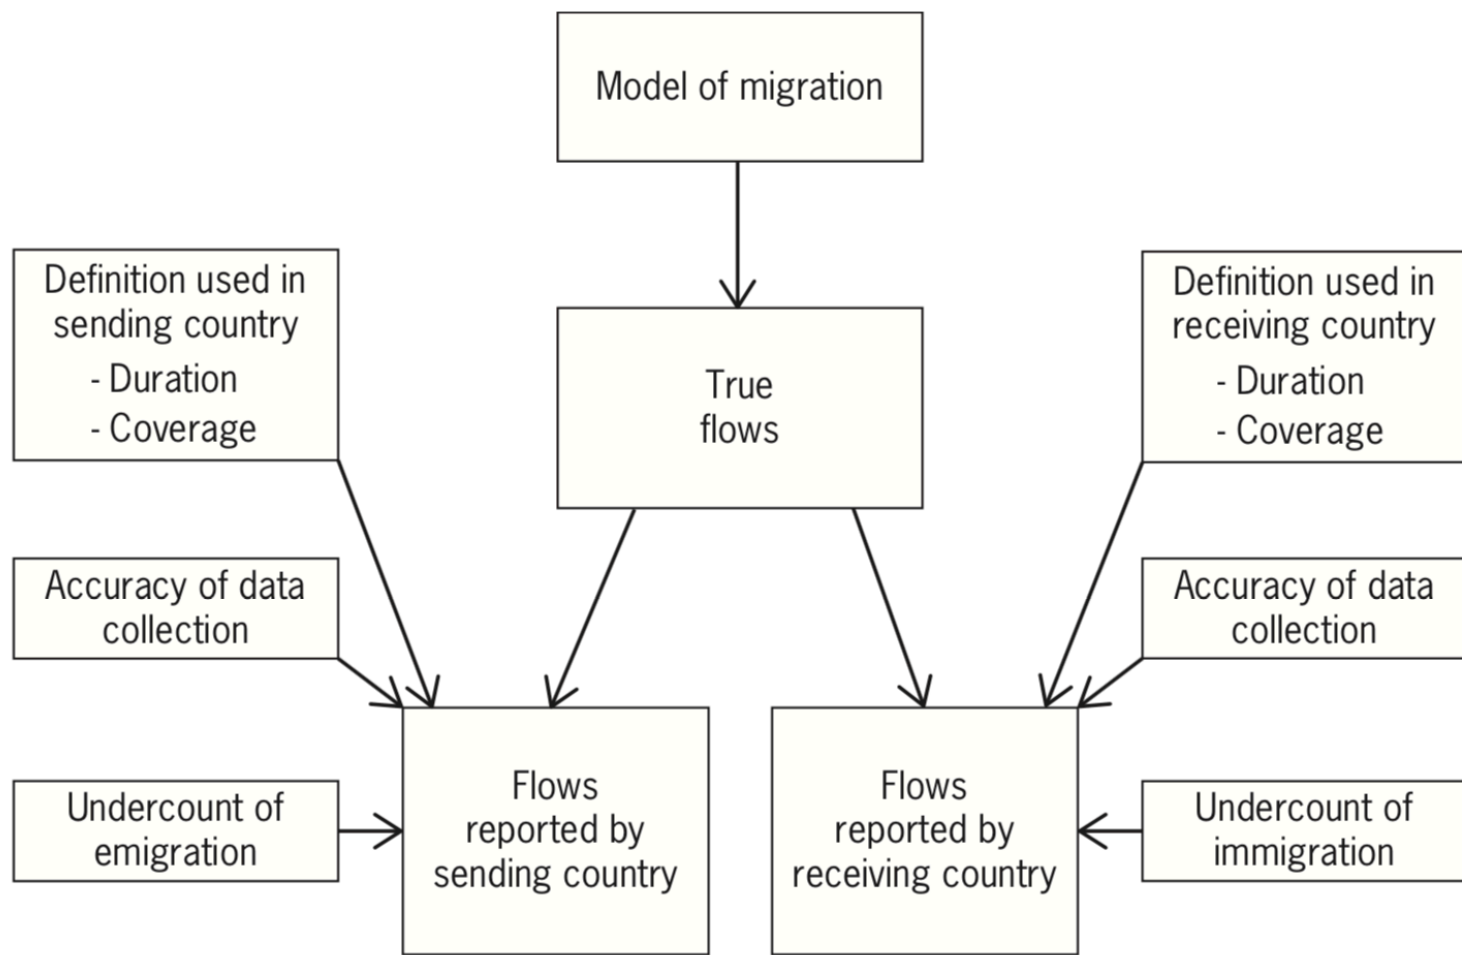 Model of migration
Definition used in
sending country
- Duration
- Coverage
True
flows
Definition used in
receiving country
- Duration
- Coverage
Accuracy of data
collection
Accuracy of data
collection
Undercount of
emigration
Flows
reported by
sending country
Flows
reported by
receiving country
Undercount of
immigration